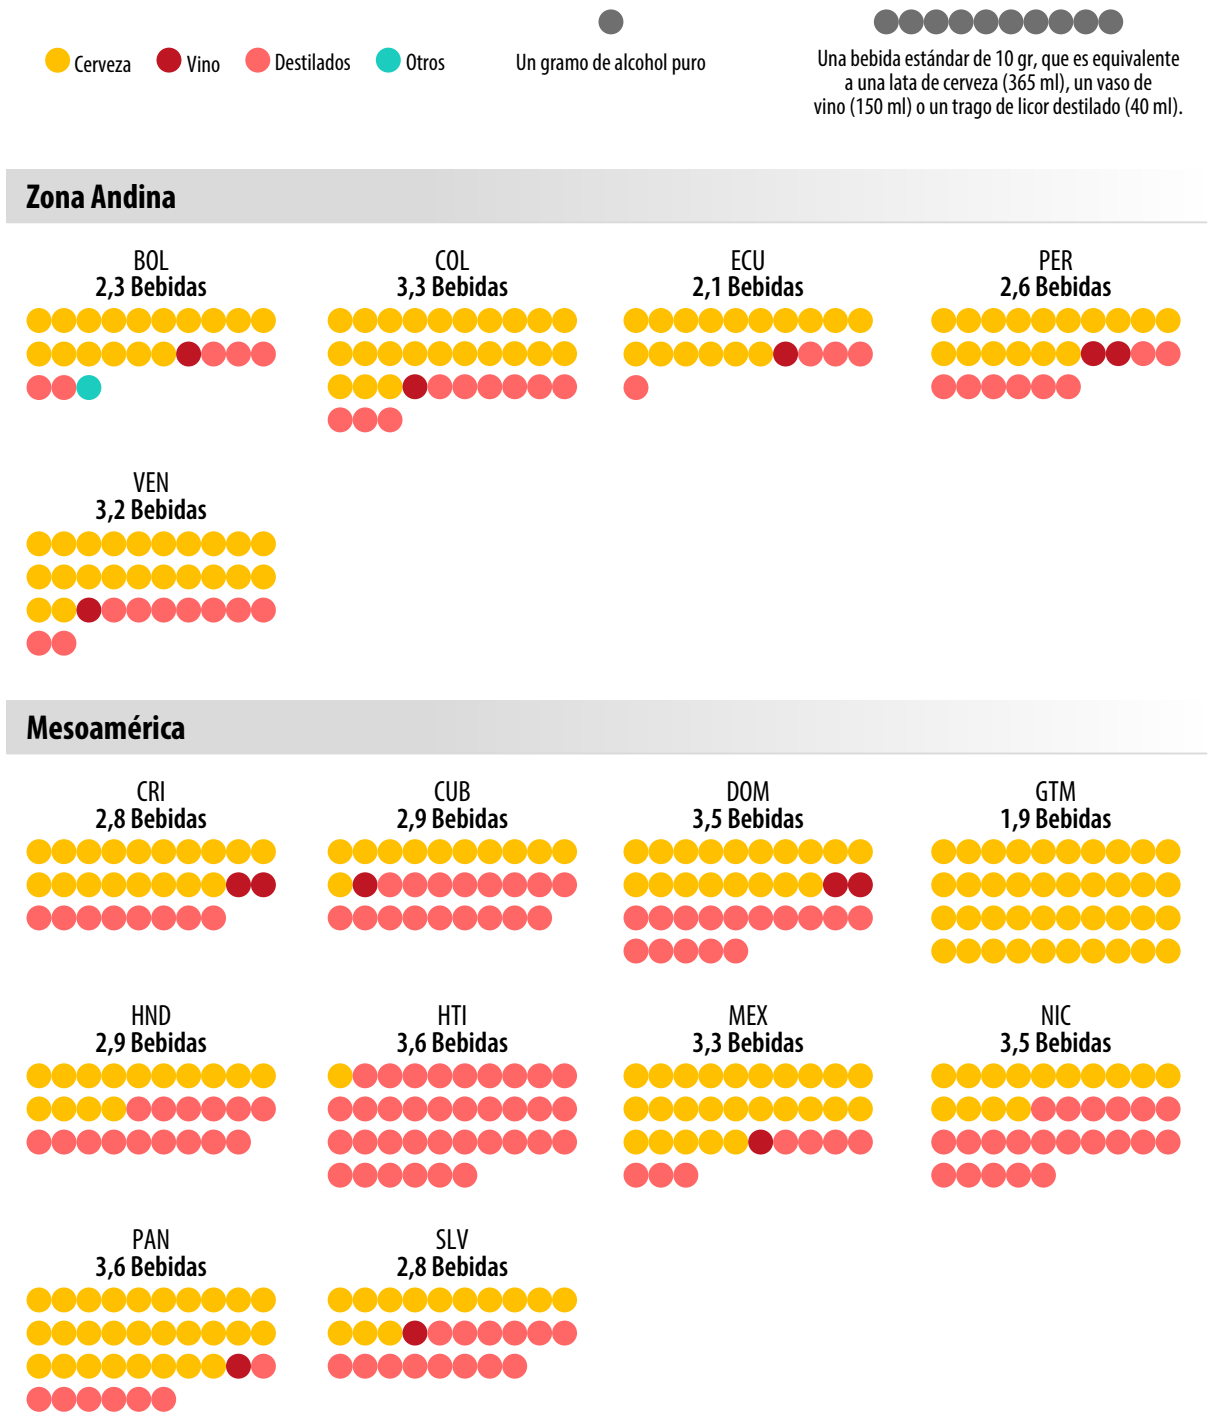 Cerveza
Vino
Destilados
Otros
Un gramo de alcohol puro
Una bebida estándar de 10 gr, que es equivalente
a una lata de cerveza (365 ml), un vaso de
vino (150 ml) o un trago de licor destilado (40 ml).
Zona Andina
BOL
2,3 Bebidas
COL
3,3 Bebidas
ECU
2,1 Bebidas
PER
2,6 Bebidas
VEN
3,2 Bebidas
Mesoamérica
CRI
2,8 Bebidas
CUB
2,9 Bebidas
DOM
3,5 Bebidas
GTM
1,9 Bebidas
HND
2,9 Bebidas
HTI
3,6 Bebidas
MEX
3,3 Bebidas
NIC
3,5 Bebidas
PAN
3,6 Bebidas
SLV
2,8 Bebidas